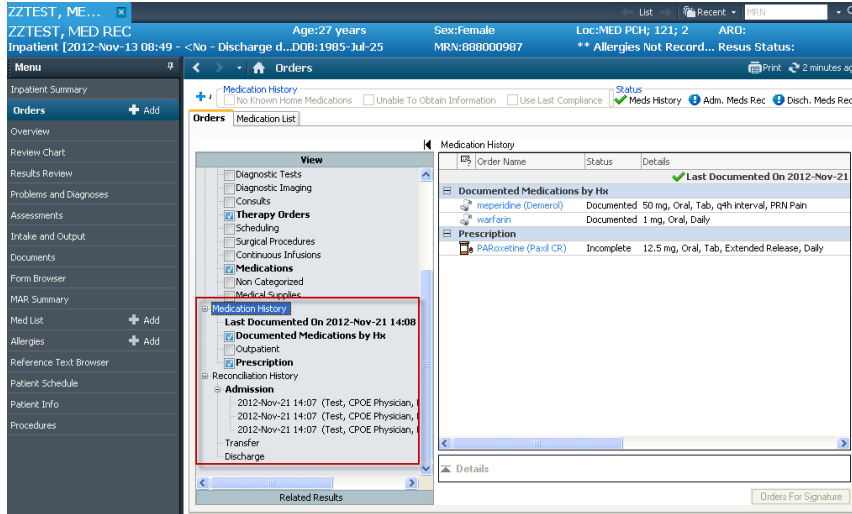 ZZTEST, ME...
List
Recent
MRN
ZZTEST, MED REC
Age:27 years
Sex:Female
Loc:MED PCH; 121; 2
ARO:
Inpatient [2012-Nov-13 08:49 - <No - Discharge d...DOB:1985-Jul-25
MRN:888000987
** Allergies Not Record... Resus Status:
Menu
Orders
Print
2 minutes ag
Inpatient Summary
Orders
Add
Overview
Review Chart
Results Review
Problems and Diagnoses
Assessments
Intake and Output
Documents
Form Browser
MAR Summary
Med List
Add
Allergies
Add
Reference Text Browser
Patient Schedule
Patient Info
Procedures
Medication History
No Known Home Medications
Unable To Obtain Information
Use Last Compliance
Status
Meds History
Adm. Meds Rec
Disch. Meds Rec
Orders
Medication List
View
Diagnostic Tests
Diagnostic Imaging
Consults
Therapy Orders
Scheduling
Surgical Procedures
Continuous Infusions
Medications
Non Categorized
Medical Supplies
Medication History
Last Documented On 2012-Nov-21 14:08
Documented Medications by Hx
Outpatient
Prescription
Reconciliation History
Admission
2012-Nov-21 14:07 (Test, CPOE Physician,
2012-Nov-21 14:07 (Test, CPOE Physician,
2012-Nov-21 14:07 (Test, CPOE Physician,
Transfer
Discharge
Related Results
Medication History
Order Name
Status
Details
Last Documented On 2012-Nov-21
Documented Medications by Hx
meperidine (Demerol)
Documented
50 mg, Oral, Tab, q4h interval, PRN Pain
warfarin
Documented
1 mg, Oral, Daily
Prescription
PARoxetine (Paxil CR)
Incomplete
12.5 mg, Oral, Tab, Extended Release, Daily
Details
Orders For Signature